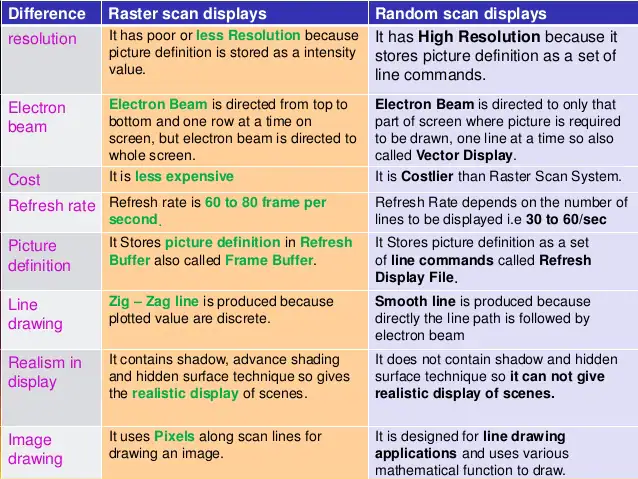 Difference Raster scan displays Random scan displays
resolution
It has poor or less Resolution because
picture definition is stored as a intensity
value.
It has High Resolution because it
stores picture definition as a set of
line commands.
Electron
beam
Electron Beam is directed from top to
bottom and one row at a time on
screen, but electron beam is directed to
whole screen.
Electron Beam is directed to only that
part of screen where picture is required
to be drawn, one line at a time so also
called Vector Display.
Cost
It is less expensive
It is Costlier than Raster Scan System.
Refresh rate
Refresh rate is 60 to 80 frame per
second.
Refresh Rate depends on the number of
lines to be displayed i.e 30 to 60/sec
Picture
definition
It Stores picture definition in Refresh
Buffer also called Frame Buffer.
It Stores picture definition as a set
of line commands called Refresh
Display File.
Line
drawing
Zig – Zag line is produced because
plotted value are discrete.
Smooth line is produced because
directly the line path is followed by
electron beam
Realism in
display
It contains shadow, advance shading
and hidden surface technique so gives
the realistic display of scenes.
It does not contain shadow and hidden
surface technique so it can not give
realistic display of scenes.
Image
drawing
It uses Pixels along scan lines for
drawing an image.
It is designed for line drawing
applications and uses various
mathematical function to draw.